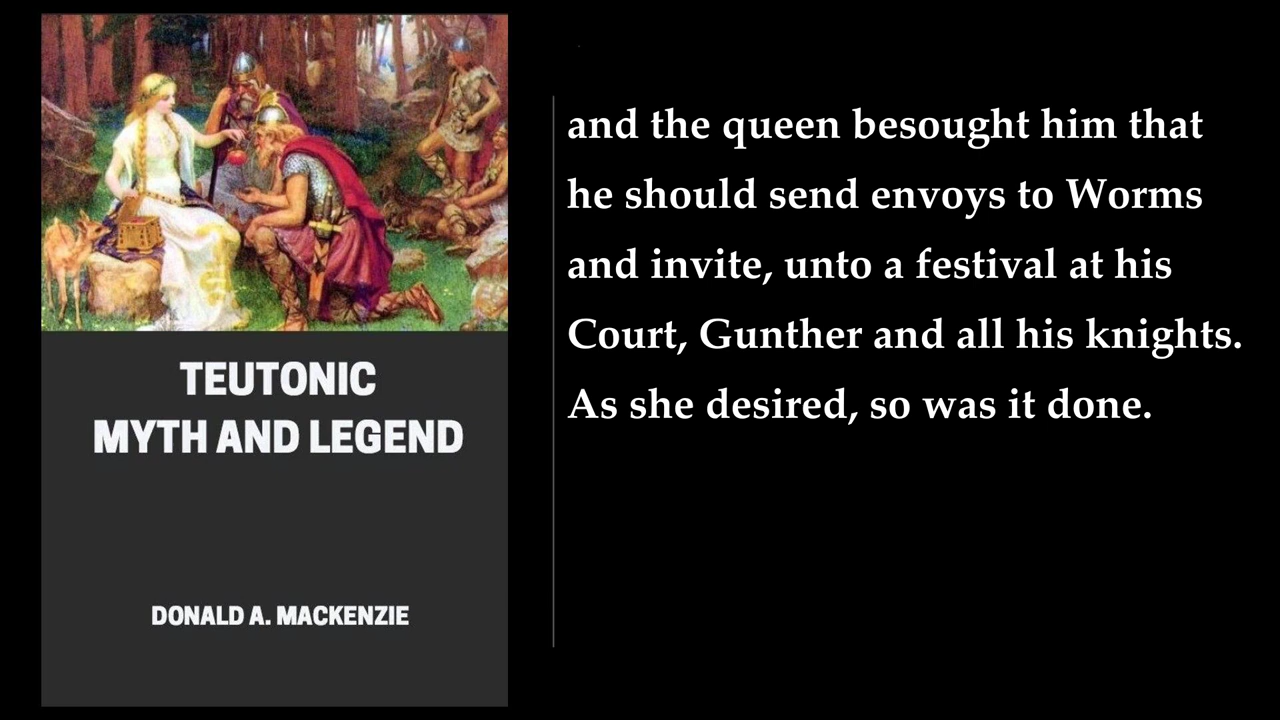 TEUTONIC
MYTH AND LEGEND
DONALD A. MACKENZIE
and the queen besought him that
he should send envoys to Worms
and invite, unto a festival at his
Court, Gunther and all his knights.
As she desired, so was it done.